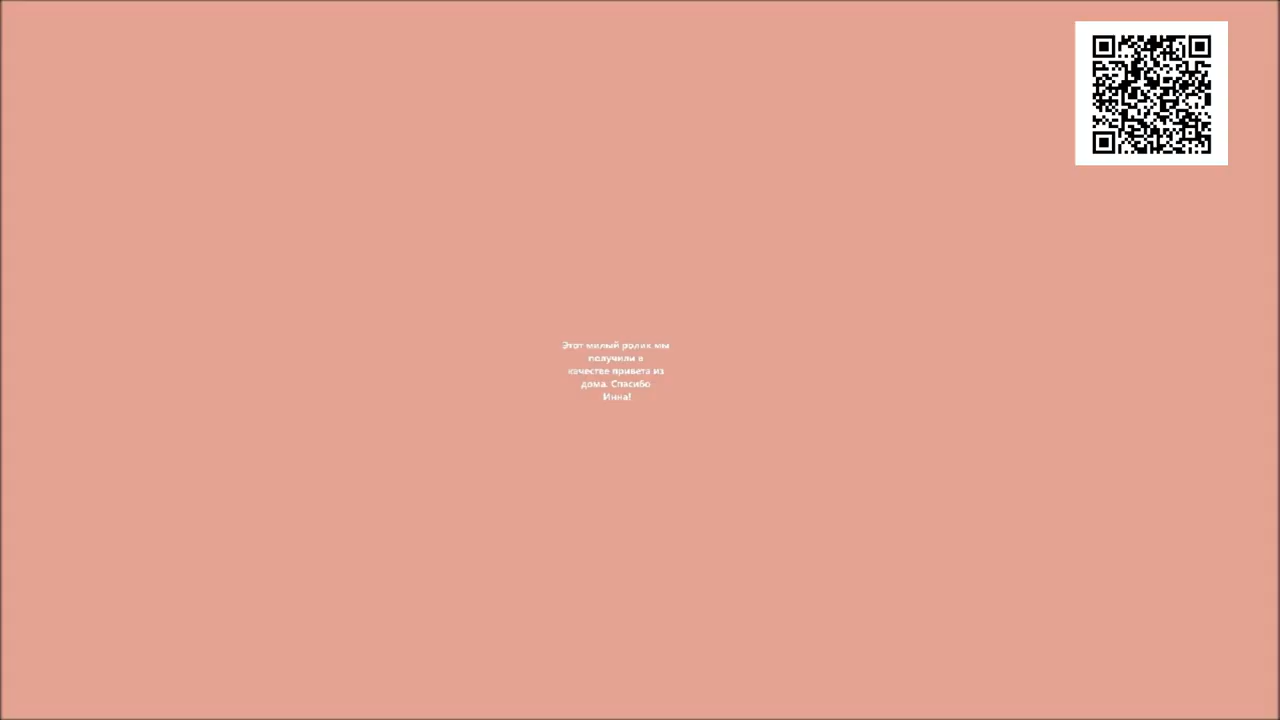 Этот милый ролик мы
получили в
качестве привета из
дома. Спасибо
Инна!